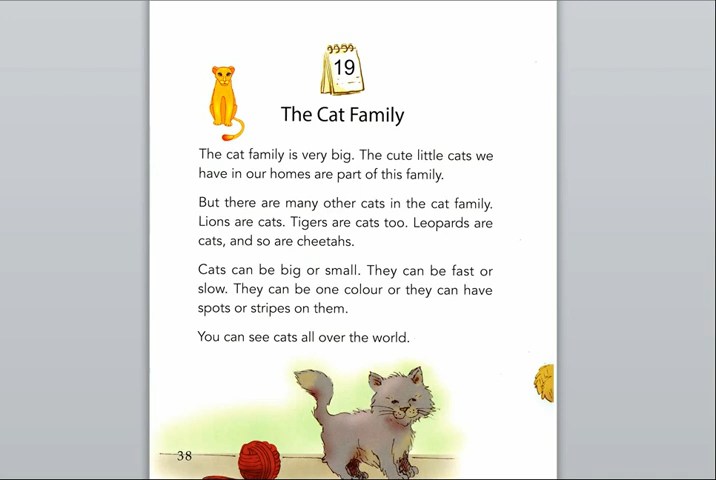 19
The Cat Family
The cat family is very big. The cute little cats we
have in our homes are part of this family.
But there are many other cats in the cat family.
Lions are cats. Tigers are cats too. Leopards are
cats, and so are cheetahs.
Cats can be big or small. They can be fast or
slow. They can be one colour or they can have
spots or stripes on them.
You can see cats all over the world.
38